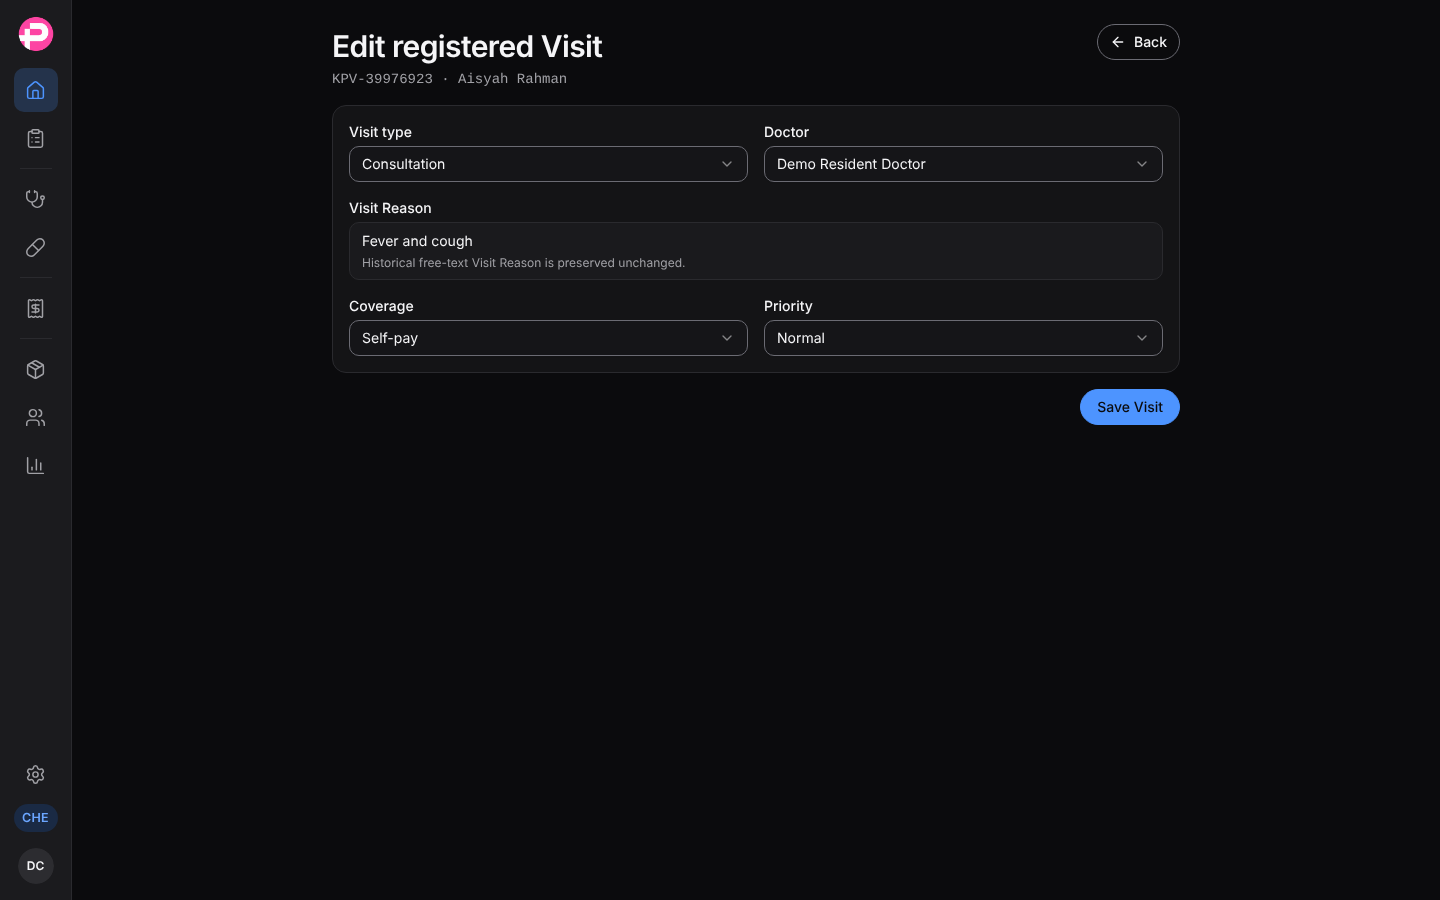 Edit registered Visit
Back
KPV-39976923 · Aisyah Rahman
Visit type
Doctor
Consultation
Demo Resident Doctor
Visit Reason
Fever and cough
Historical free-text Visit Reason is preserved unchanged.
Coverage
Priority
Self-pay
Normal
Save Visit
CHE
DC